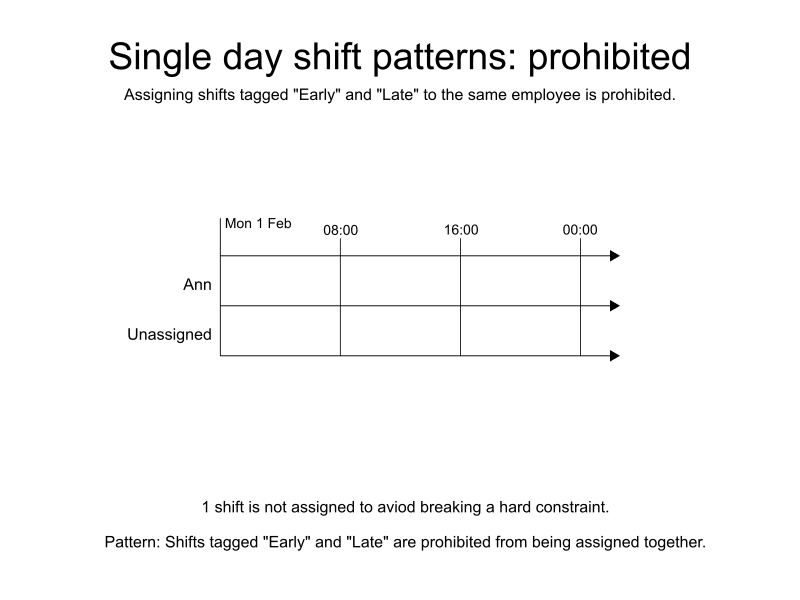 Single day shift patterns: prohibited
Assigning shifts tagged "Early" and "Late" to the same employee is prohibited.
Mon 1 Feb
08:00
16:00
00:00
Ann
Unassigned
1 shift is not assigned to aviod breaking a hard constraint.
Pattern: Shifts tagged "Early" and "Late" are prohibited from being assigned together.